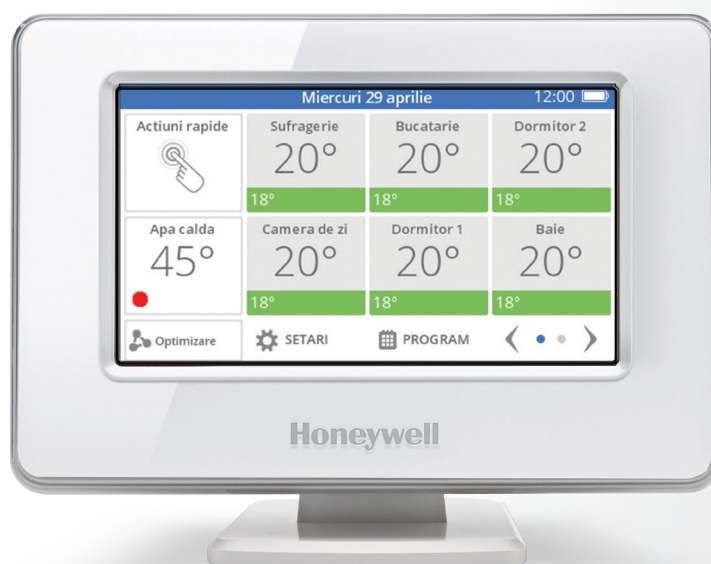 Miercuri 29 aprilie 12:00
Actiuni rapide Sufragerie Bucatarie Dormitor 2
20° 20° 20°
18° 18° 18°
Apa calda Camera de zi Dormitor 1 Baie
45° 20° 20° 20°
18° 18° 18°
Optimizare SETARI PROGRAM
Honeywell